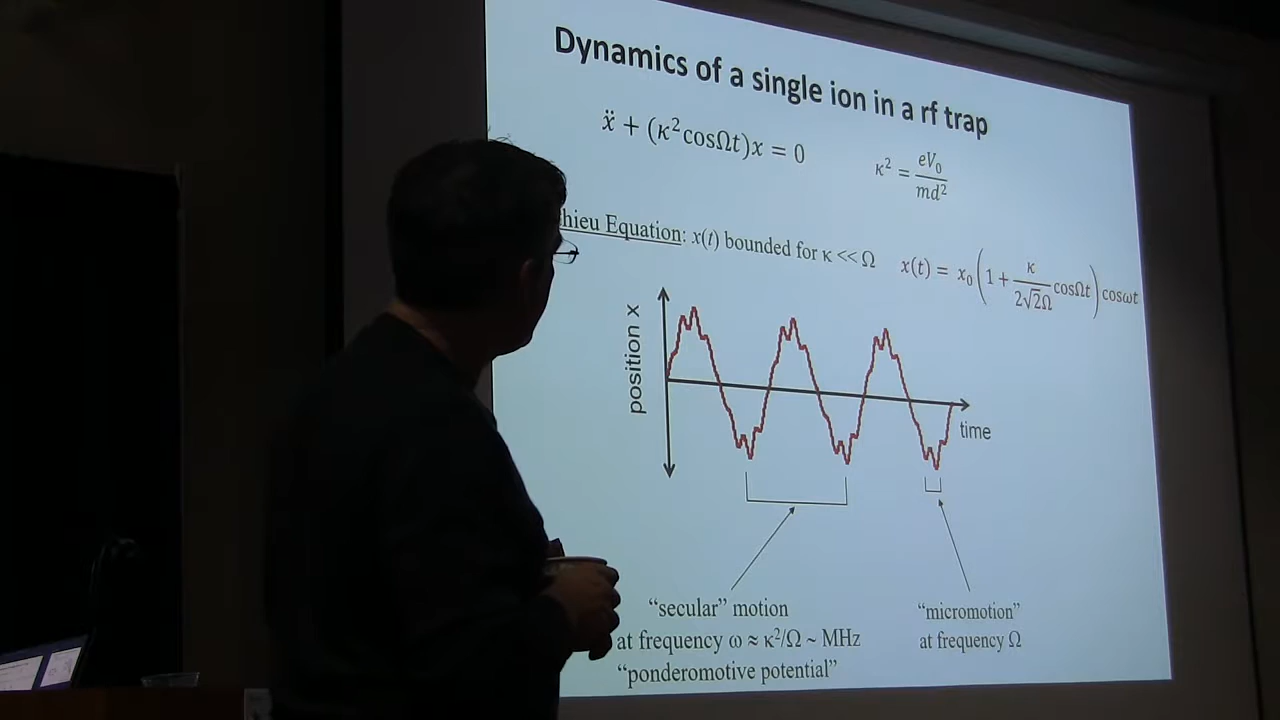 Dynamics of a single ion in a rf trap
ẍ + (κ²cosΩt)x = 0
κ² = eV₀/md²
hieu Equation: x(t) bounded for κ << Ω
x(t) = x₀(1 + κ/2√2Ω cosΩt)cosωt
position x
time
"secular" motion
at frequency ω ≈ κ²/Ω ~ MHz
"ponderomotive potential"
"micromotion"
at frequency Ω